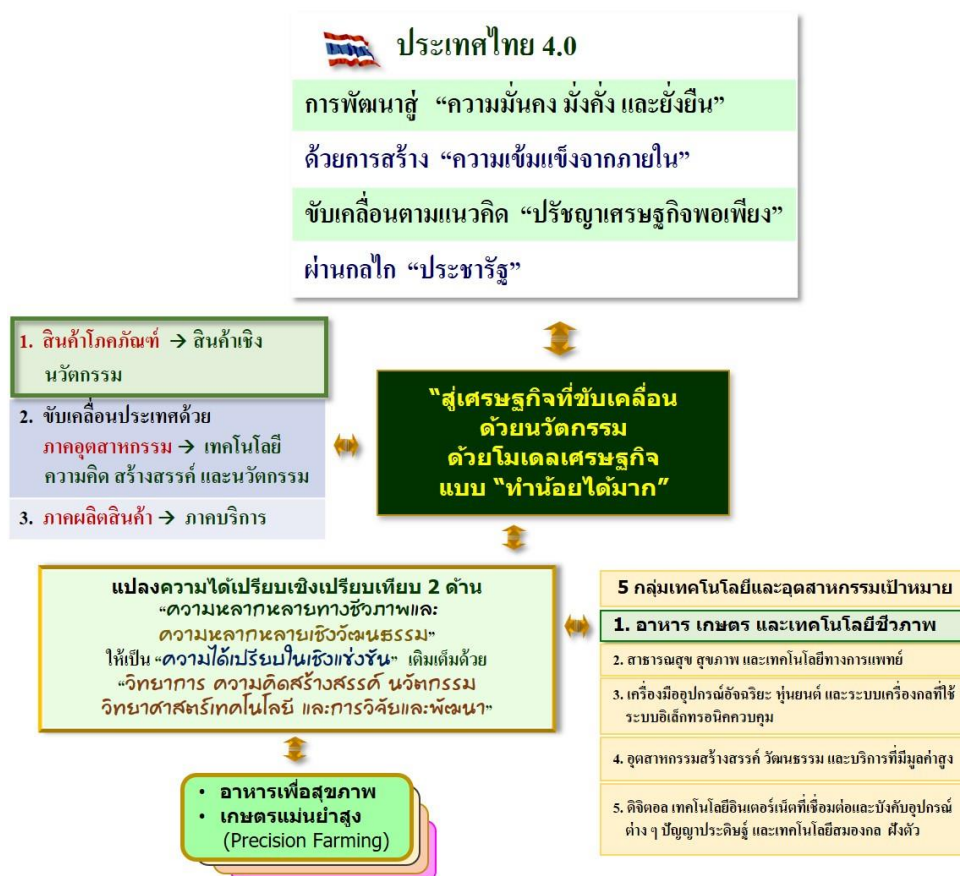 ประเทศไทย 4.0
การพัฒนาสู่ “ความมั่นคง มั่งคั่ง และยั่งยืน”
ด้วยการสร้าง “ความเข้มแข็งจากภายใน”
ขับเคลื่อนตามแนวคิด “ปรัชญาเศรษฐกิจพอเพียง”
ผ่านกลไก “ประชารัฐ”
1. สินค้าโภคภัณฑ์ → สินค้าเชิง
นวัตกรรม
2. ขับเคลื่อนประเทศด้วย
ภาคอุตสาหกรรม → เทคโนโลยี
ความคิด สร้างสรรค์ และนวัตกรรม
3. ภาคผลิตสินค้า → ภาคบริการ
“สู่เศรษฐกิจที่ขับเคลื่อน
ด้วยนวัตกรรม
ด้วยโมเดลเศรษฐกิจ
แบบ “ทำน้อยได้มาก”
แปลงความได้เปรียบเชิงเปรียบเทียบ 2 ด้าน
“ความหลากหลายทางชีวภาพและ
ความหลากหลายเชิงวัฒนธรรม”
ให้เป็น “ความได้เปรียบในเชิงแข่งขัน” เติมเต็มด้วย
“วิทยาการ ความคิดสร้างสรรค์ นวัตกรรม
วิทยาศาสตร์เทคโนโลยี และการวิจัยและพัฒนา”
5 กลุ่มเทคโนโลยีและอุตสาหกรรมเป้าหมาย
1. อาหาร เกษตร และเทคโนโลยีชีวภาพ
2. สาธารณสุข สุขภาพ และเทคโนโลยีทางการแพทย์
3. เครื่องมืออุปกรณ์อัจฉริยะ หุ่นยนต์ และระบบเครื่องกลที่ใช้
ระบบอิเล็กทรอนิคควบคุม
4. อุตสาหกรรมสร้างสรรค์ วัฒนธรรม และบริการที่มีมูลค่าสูง
5. ดิจิตอล เทคโนโลยีอินเตอร์เน็ตที่เชื่อมต่อและบังคับอุปกรณ์
ต่าง ๆ ปัญญาประดิษฐ์ และเทคโนโลยีสมองกล ฝังตัว
• อาหารเพื่อสุขภาพ
• เกษตรแม่นยำสูง
(Precision Farming)